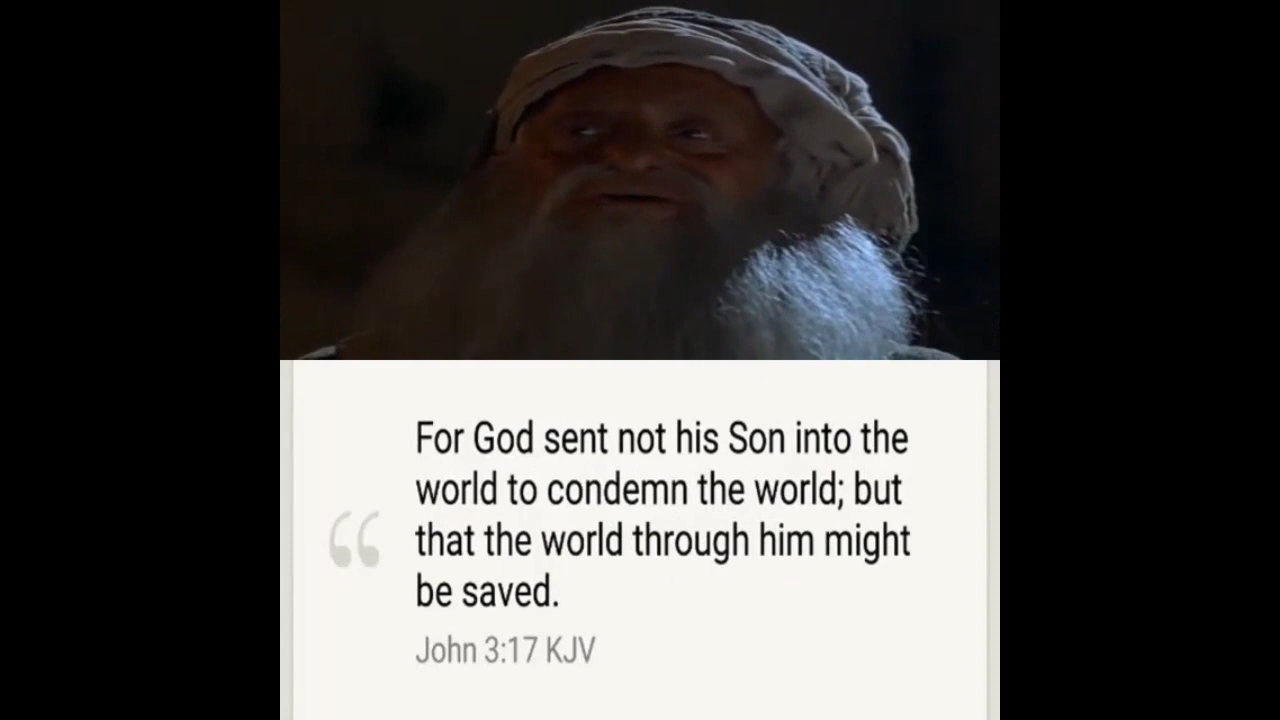 For God sent not his Son into the
world to condemn the world; but
that the world through him might
be saved.
John 3:17 KJV